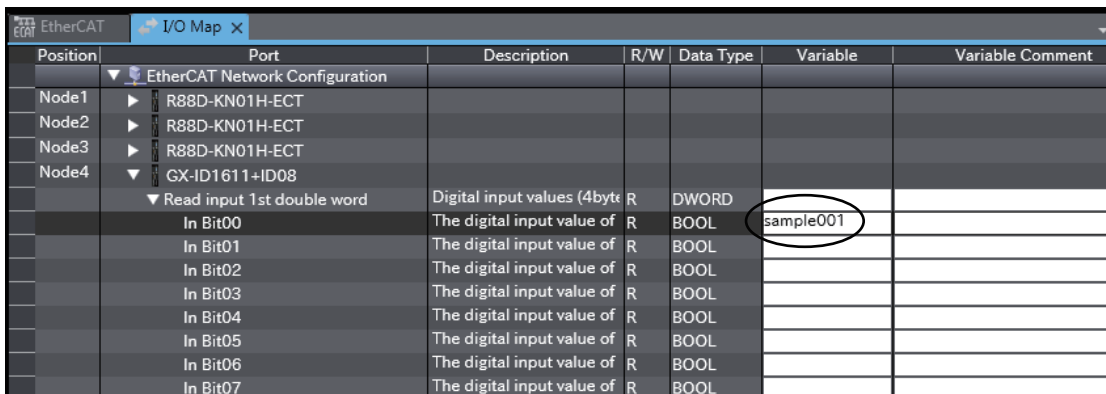 EtherCAT I/O Map
Position Port Description R/W Data Type Variable Variable Comment
EtherCAT Network Configuration
Node1 R88D-KN01H-ECT
Node2 R88D-KN01H-ECT
Node3 R88D-KN01H-ECT
Node4 GX-ID1611+ID08
Read input 1st double word Digital input values (4byte R DWORD
In Bit00 The digital input value of R BOOL sample001
In Bit01 The digital input value of R BOOL
In Bit02 The digital input value of R BOOL
In Bit03 The digital input value of R BOOL
In Bit04 The digital input value of R BOOL
In Bit05 The digital input value of R BOOL
In Bit06 The digital input value of R BOOL
In Bit07 The digital input value of R BOOL